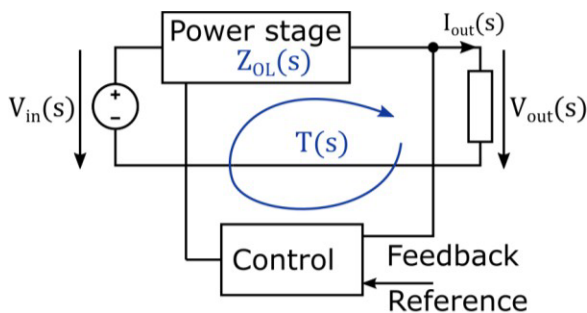 Power stage
Z_OL(s)
I_out(s)
V_in(s)
+
−
T(s)
V_out(s)
Control
Feedback
Reference